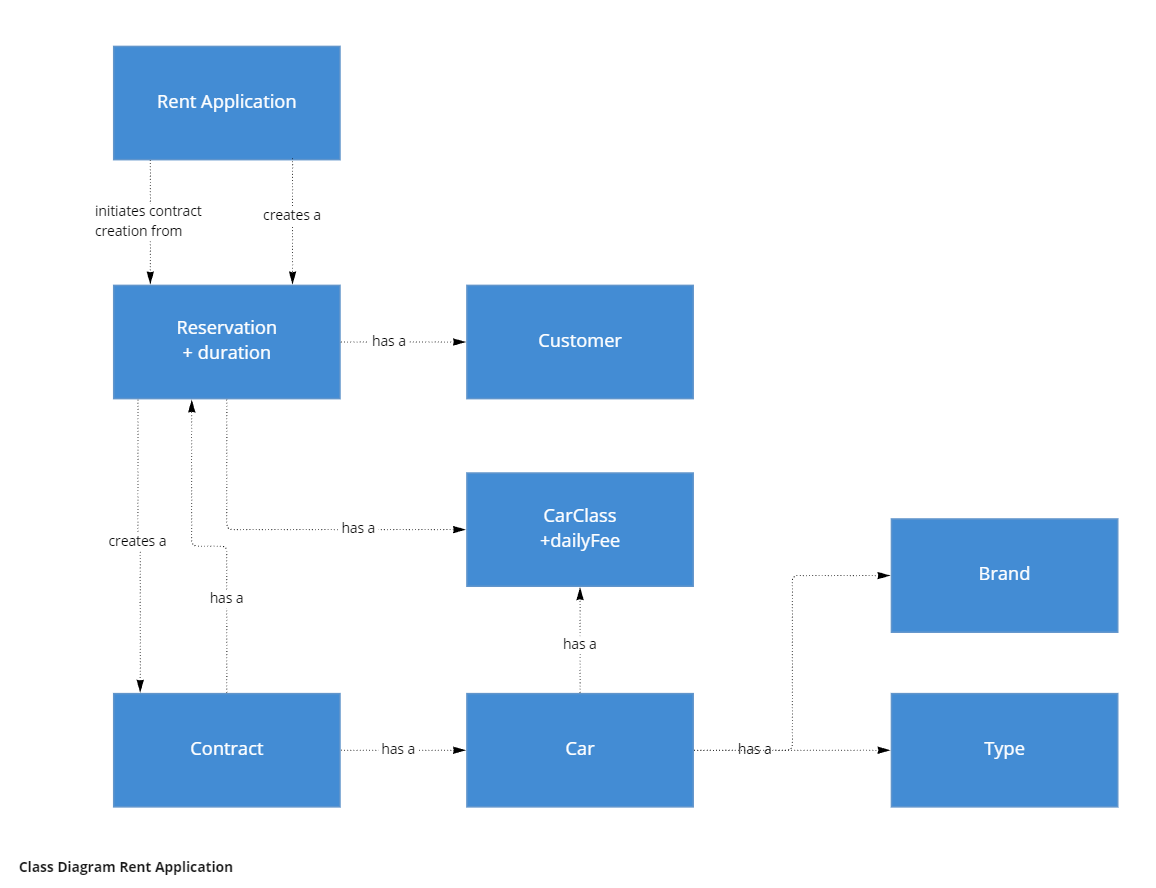 Rent Application
initiates contract
creation from
creates a
Reservation
+ duration
has a
Customer
CarClass
+dailyFee
has a
Brand
creates a
has a
has a
Contract
has a
Car
has a
Type
Class Diagram Rent Application